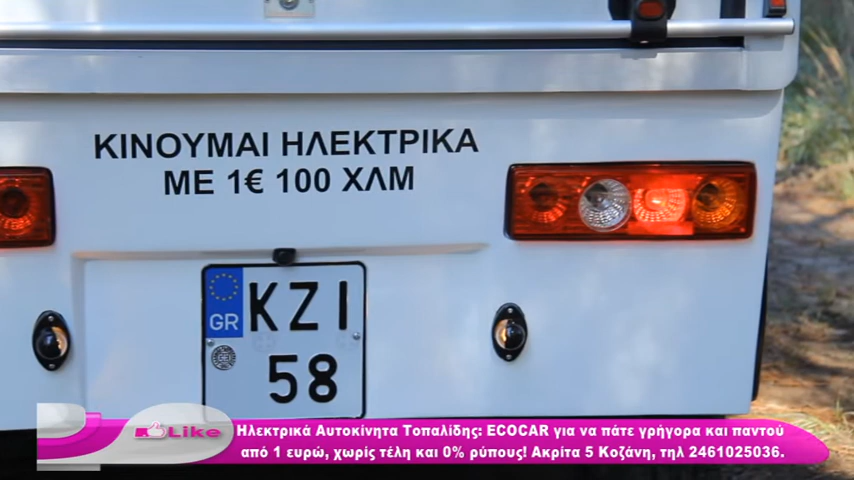 ΚΙΝΟΥΜΑΙ ΗΛΕΚΤΡΙΚΑ
ΜΕ 1€ 100 ΧΛΜ
GR
KZI
58
Like
Ηλεκτρικά Αυτοκίνητα Τοπαλίδης: ECOCAR για να πάτε γρήγορα και παντού
από 1 ευρώ, χωρίς τέλη και 0% ρύπους! Ακρίτα 5 Κοζάνη, τηλ 2461025036.